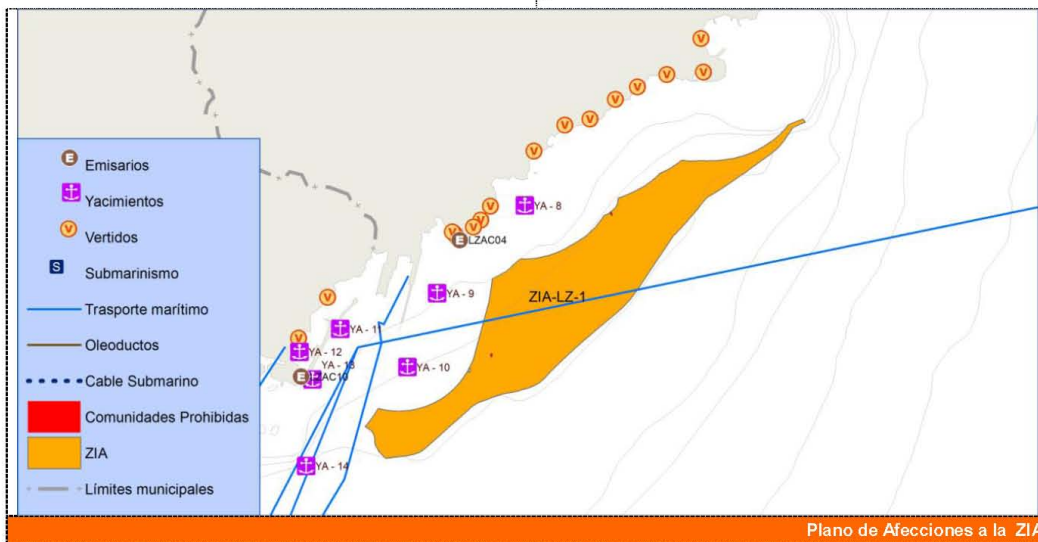 V
V
V
V
V
V
V
V
V
E Emisarios
Yacimientos
YA - 8
V
V
V
V
V
E LZAC04
Vertidos
S Submarinismo
YA - 9
ZIA-LZ-1
V
Trasporte marítimo
YA - 11
V
Oleoductos
YA - 12
YA - 13
YA - 10
E LZAC10
Cable Submarino
Comunidades Prohibidas
ZIA
YA - 14
Límites municipales
Plano de Afecciones a la ZIA